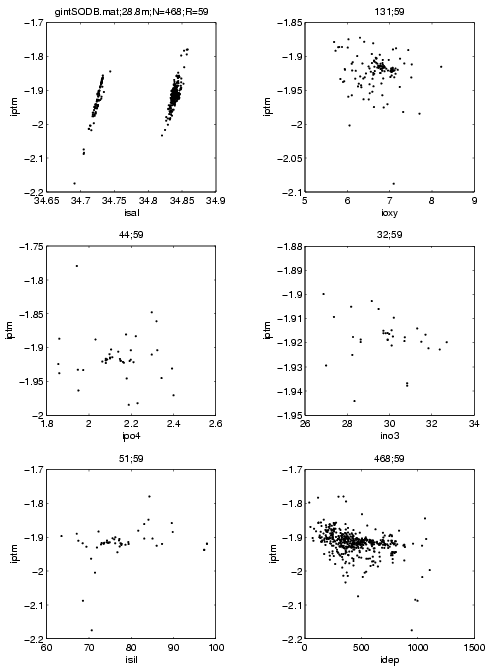 gintSODB.mat;28.8m;N=468;R=59
131;59
−1.7
−1.8
−1.9
−2
−2.1
−2.2
iptm
34.65 34.7 34.75 34.8 34.85 34.9
isal
−1.85
−1.9
−1.95
−2
−2.05
−2.1
iptm
5 6 7 8 9
ioxy
44;59
32;59
−1.75
−1.8
−1.85
−1.9
−1.95
−2
iptm
1.8 2 2.2 2.4 2.6
ipo4
−1.88
−1.89
−1.9
−1.91
−1.92
−1.93
−1.94
−1.95
iptm
26 28 30 32 34
ino3
51;59
468;59
−1.7
−1.8
−1.9
−2
−2.1
−2.2
iptm
60 70 80 90 100
isil
−1.7
−1.8
−1.9
−2
−2.1
−2.2
iptm
0 500 1000 1500
idep